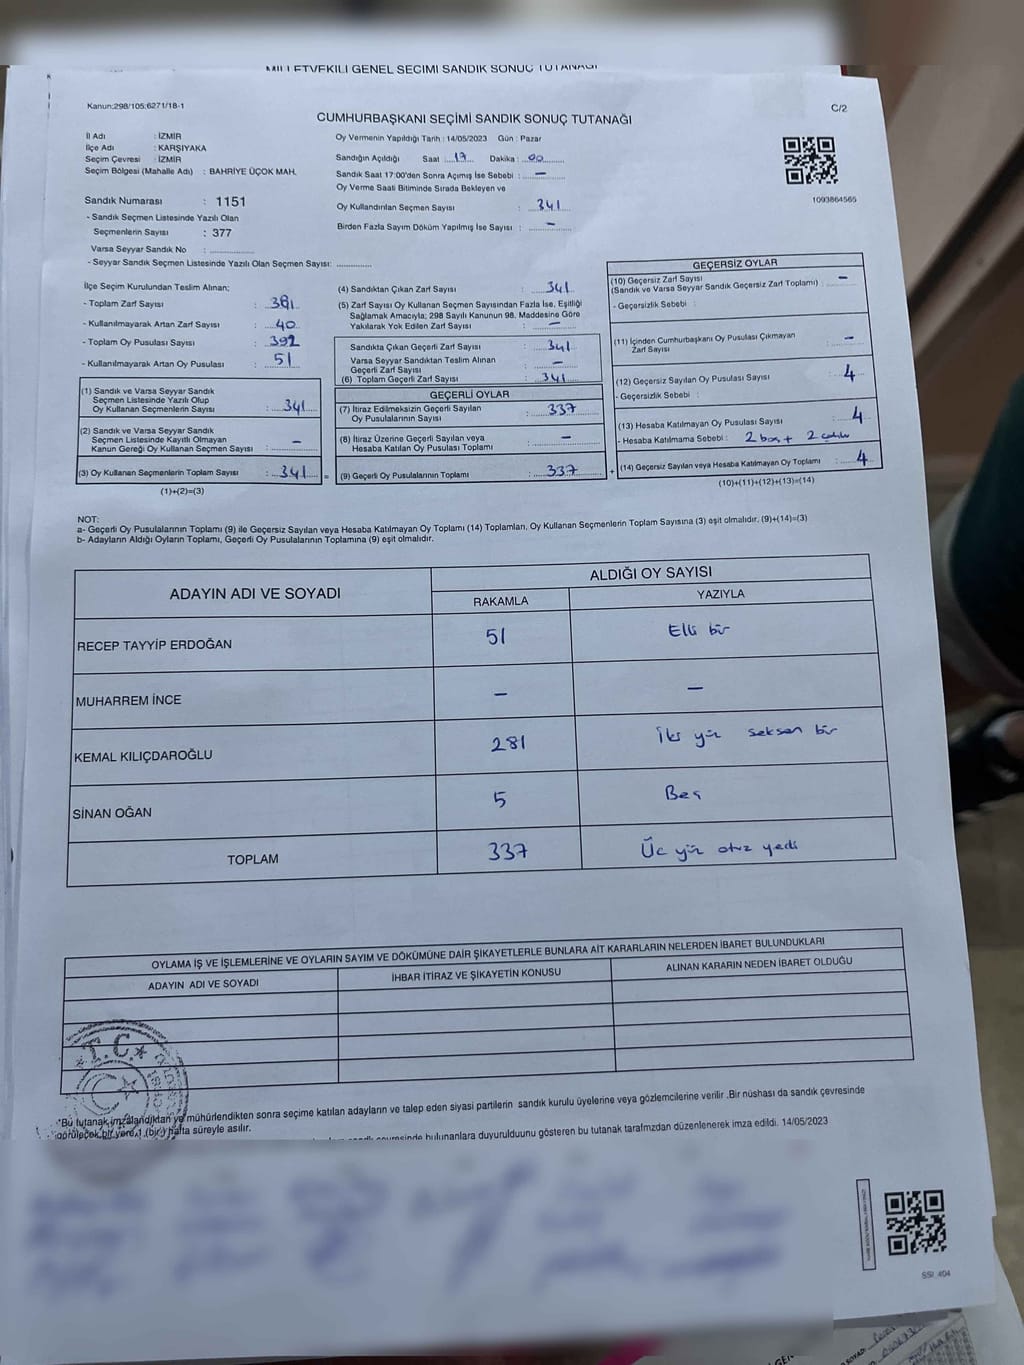 MİLLETVEKİLİ GENEL SEÇİMİ SANDIK SONUÇ TUTANAĞI
Kanun:298/105:6271/18-1
C/2
CUMHURBAŞKANI SEÇİMİ SANDIK SONUÇ TUTANAĞI
İl Adı : İZMİR
İlçe Adı : KARŞIYAKA
Seçim Çevresi : İZMİR
Seçim Bölgesi (Mahalle Adı) : BAHRİYE ÜÇOK MAH.
Sandık Numarası : 1151
- Sandık Seçmen Listesinde Yazılı Olan
Seçmenlerin Sayısı : 377
Varsa Seyyar Sandık No : ..............
- Seyyar Sandık Seçmen Listesinde Yazılı Olan Seçmen Sayısı: ............
Oy Vermenin Yapıldığı Tarih : 14/05/2023 Gün : Pazar
Sandığın Açıldığı Saat : 17 Dakika : 00
Sandık Saat 17:00'den Sonra Açımış İse Sebebi : —
Oy Verme Saati Bitiminde Sırada Bekleyen ve
Oy Kullandırılan Seçmen Sayısı : 341
Birden Fazla Sayım Döküm Yapılmış İse Sayısı : —
1093864565
İlçe Seçim Kurulundan Teslim Alınan;
- Toplam Zarf Sayısı : 381
- Kullanılmayarak Artan Zarf Sayısı : 40
- Toplam Oy Pusulası Sayısı : 392
- Kullanılmayarak Artan Oy Pusulası : 51
(1) Sandık ve Varsa Seyyar Sandık
Seçmen Listesinde Yazılı Olup
Oy Kullanan Seçmenlerin Sayısı : 341
(2) Sandık ve Varsa Seyyar Sandık
Seçmen Listesinde Kayıtlı Olmayan
Kanun Gereği Oy Kullanan Seçmen Sayısı : —
(3) Oy Kullanan Seçmenlerin Toplam Sayısı : 341 =
(1)+(2)=(3)
(4) Sandıktan Çıkan Zarf Sayısı : 341
(5) Zarf Sayısı Oy Kullanan Seçmen Sayısından Fazla İse, Eşitliği
Sağlamak Amacıyla; 298 Sayılı Kanunun 98. Maddesine Göre
Yakılarak Yok Edilen Zarf Sayısı : —
Sandıkta Çıkan Geçerli Zarf Sayısı : 341
Varsa Seyyar Sandıktan Teslim Alınan
Geçerli Zarf Sayısı : —
(6) Toplam Geçerli Zarf Sayısı : 341
GEÇERLİ OYLAR
(7) İtiraz Edilmeksizin Geçerli Sayılan
Oy Pusulalarının Sayısı : 337
(8) İtiraz Üzerine Geçerli Sayılan veya
Hesaba Katılan Oy Pusulası Toplamı : —
(9) Geçerli Oy Pusulalarının Toplamı : 337 +
GEÇERSİZ OYLAR
(10) Geçersiz Zarf Sayısı
(Sandık ve Varsa Seyyar Sandık Geçersiz Zarf Toplamı) : —
- Geçersizlik Sebebi :
(11) İçinden Cumhurbaşkanı Oy Pusulası Çıkmayan
Zarf Sayısı : —
(12) Geçersiz Sayılan Oy Pusulası Sayısı : 4
- Geçersizlik Sebebi :
(13) Hesaba Katılmayan Oy Pusulası Sayısı : 4
- Hesaba Katılmama Sebebi : 2 boş + 2
(14) Geçersiz Sayılan veya Hesaba Katılmayan Oy Toplamı : 4
(10)+(11)+(12)+(13)=(14)
NOT:
a- Geçerli Oy Pusulalarının Toplamı (9) ile Geçersiz Sayılan veya Hesaba Katılmayan Oy Toplamı (14) Toplamları, Oy Kullanan Seçmenlerin Toplam Sayısına (3) eşit olmalıdır. (9)+(14)=(3)
b- Adayların Aldığı Oyların Toplamı, Geçerli Oy Pusulalarının Toplamına (9) eşit olmalıdır.
ADAYIN ADI VE SOYADI
ALDIĞI OY SAYISI
RAKAMLA YAZIYLA
RECEP TAYYİP ERDOĞAN 51 Elli bir
MUHARREM İNCE — —
KEMAL KILIÇDAROĞLU 281 İki yüz seksen bir
SİNAN OĞAN 5 Beş
TOPLAM 337 Üç yüz otuz yedi
OYLAMA İŞ VE İŞLEMLERİNE VE OYLARIN SAYIM VE DÖKÜMÜNE DAİR ŞİKAYETLERLE BUNLARA AİT KARARLARIN NELERDEN İBARET BULUNDUKLARI
ADAYIN ADI VE SOYADI İHBAR İTİRAZ VE ŞİKAYETİN KONUSU ALINAN KARARIN NEDEN İBARET OLDUĞU
★ T.C. ★
*Bu tutanak imzalandıktan ve mühürlendikten sonra seçime katılan adayların ve talep eden siyasi partilerin sandık kurulu üyelerine veya gözlemcilerine verilir .Bir nüshası da sandık çevresinde
görülecek bir yere 1 (bir) hafta süreyle asılır.
sandık çevresinde bulunanlara duyurulduunu gösteren bu tutanak tarafmzdan düzenlenerek imza edildi. 14/05/2023
SSI_404